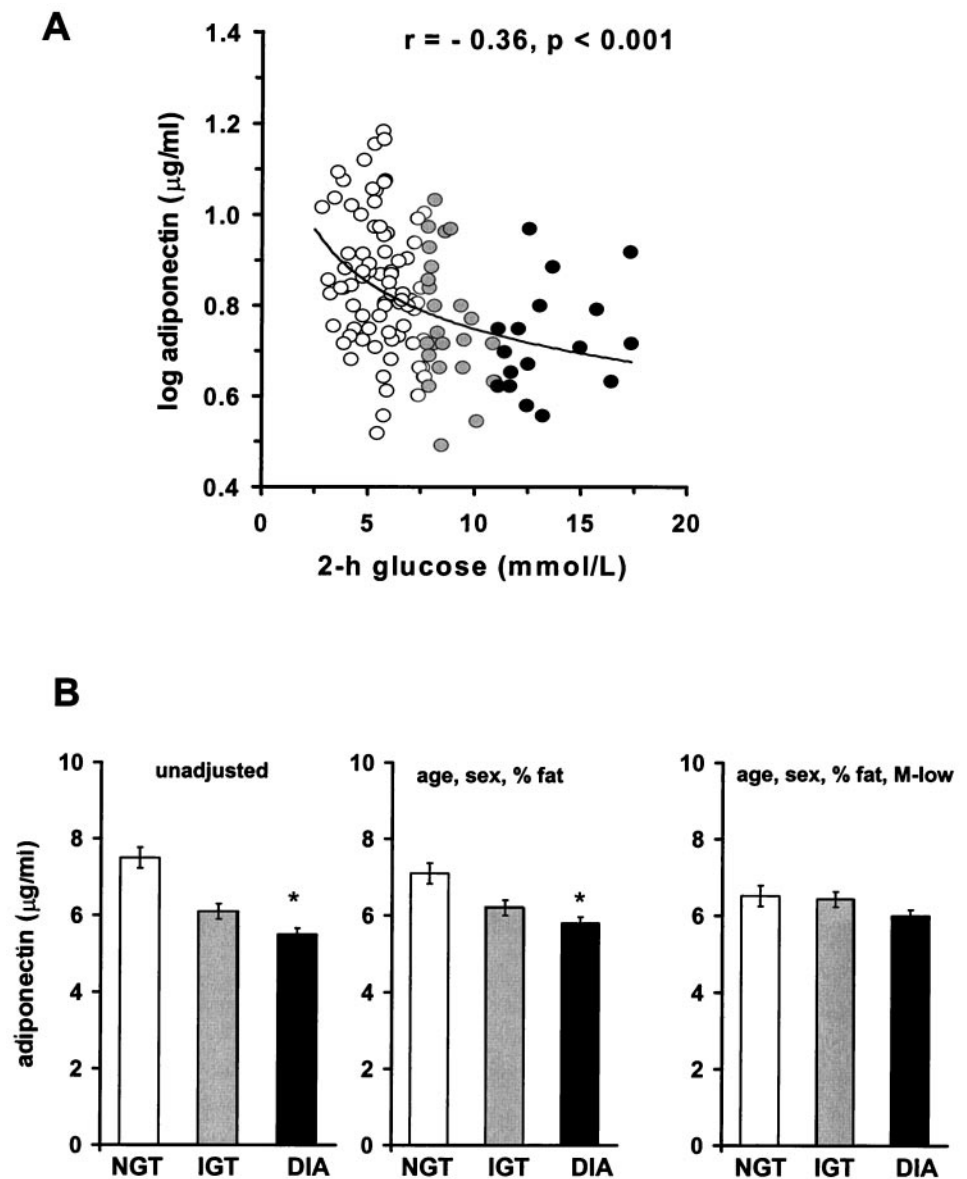 A
r = - 0.36, p < 0.001
1.4
1.2
1.0
0.8
0.6
0.4
log adiponectin (μg/ml)
0 5 10 15 20
2-h glucose (mmol/L)
B
unadjusted
10
8
6
4
2
0
adiponectin (μg/ml)
*
NGT IGT DIA
age, sex, % fat
10
8
6
4
2
0
*
NGT IGT DIA
age, sex, % fat, M-low
10
8
6
4
2
0
NGT IGT DIA